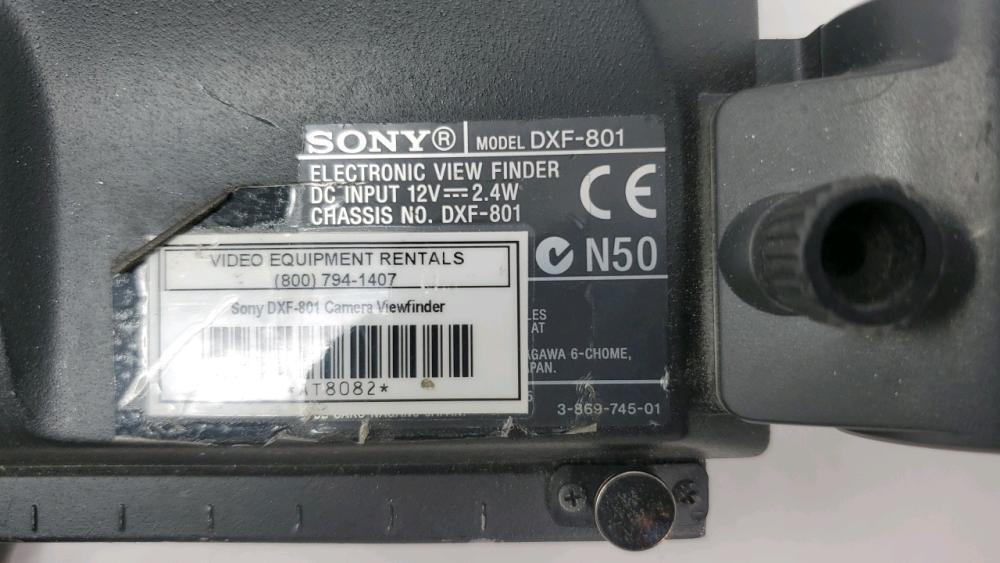 SONY® MODEL DXF-801
ELECTRONIC VIEW FINDER
DC INPUT 12V⎓2.4W
CHASSIS NO. DXF-801
CE
N50
VIDEO EQUIPMENT RENTALS
(800) 794-1407
Sony DXF-801 Camera Viewfinder
*AT8082*
LES
AT
AGAWA 6-CHOME,
APAN.
3-869-745-01